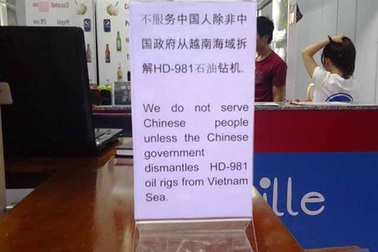 不服务中国人除非中
国政府从越南海域拆
解HD-981石油钻机.
We do not serve
Chinese people
unless the Chinese
government
dismantles HD-981
oil rigs from Vietnam
Sea.
ille